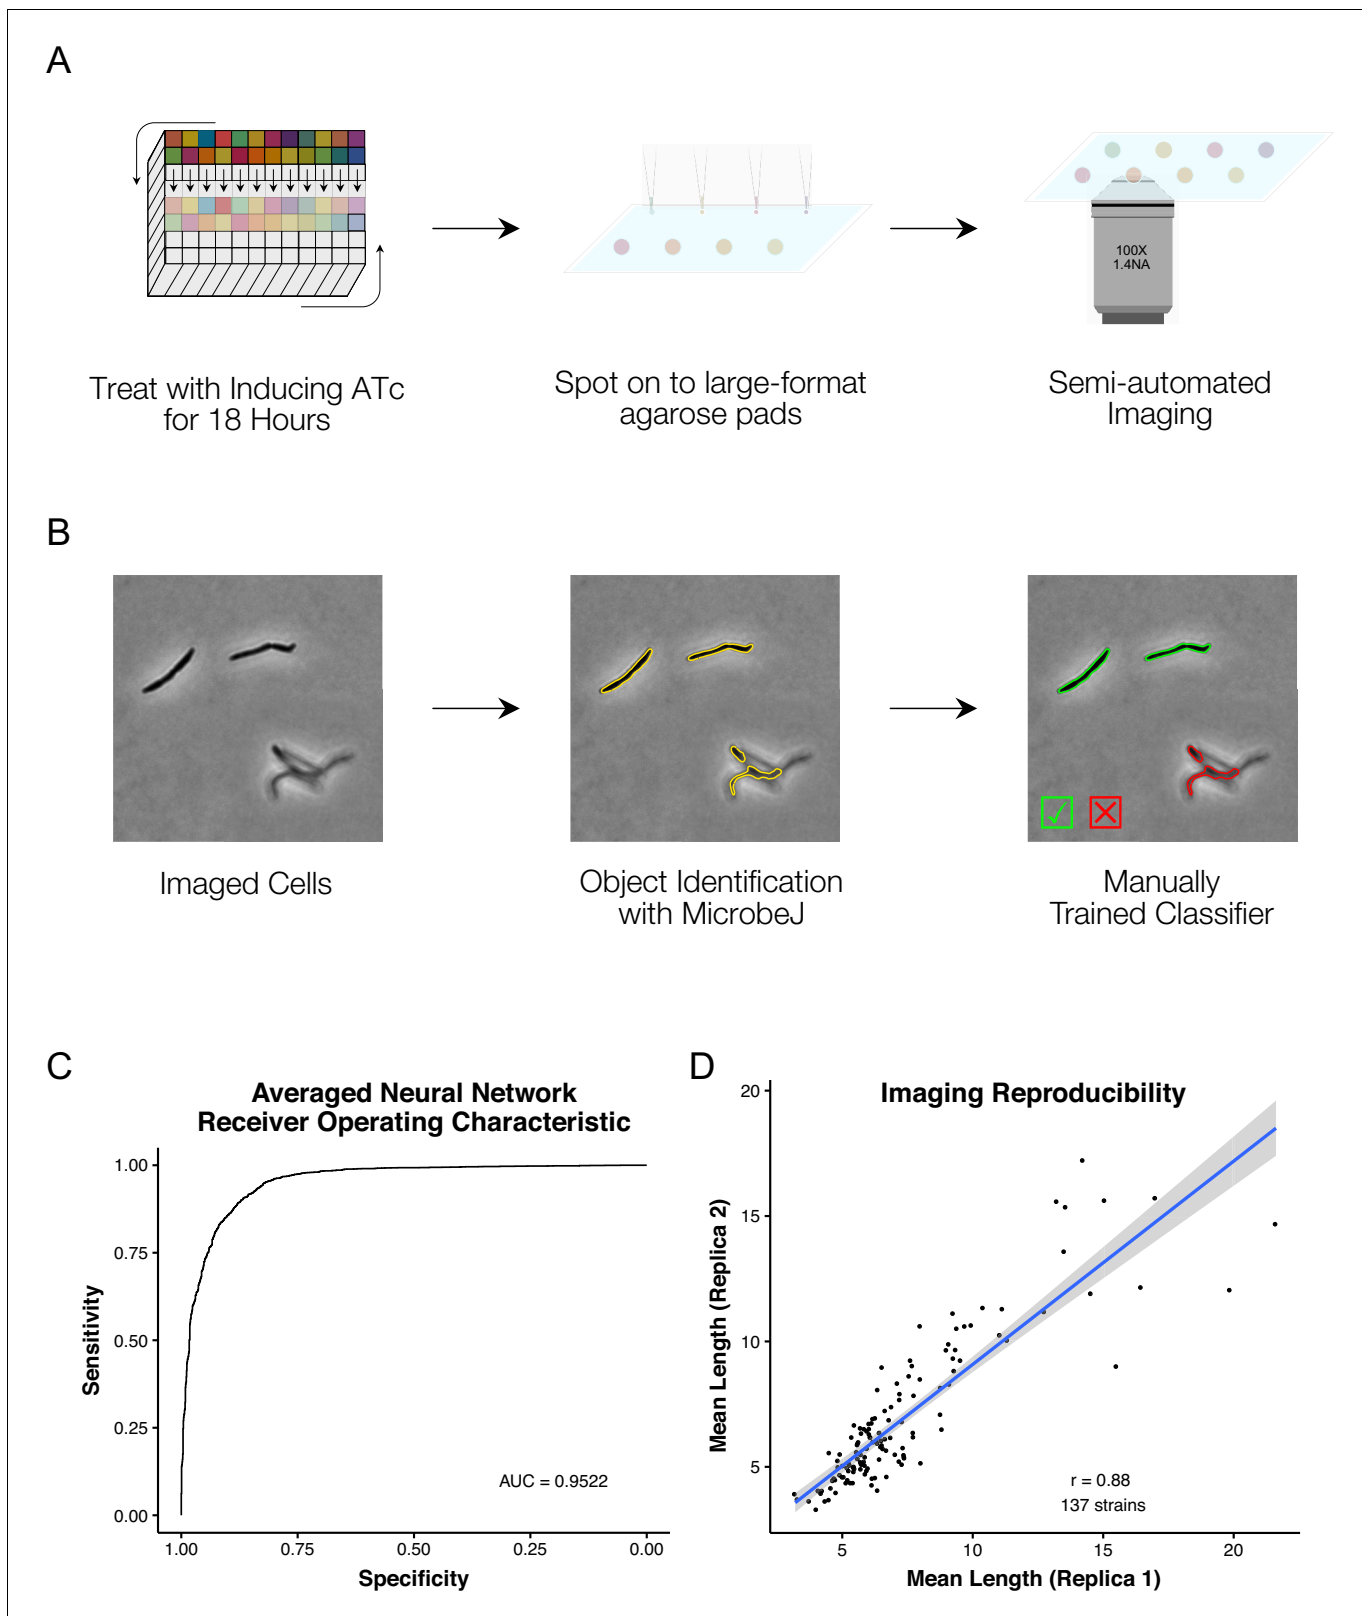 A
100X
1.4NA
Treat with Inducing ATc
for 18 Hours
Spot on to large-format
agarose pads
Semi-automated
Imaging
B
Imaged Cells
Object Identification
with MicrobeJ
Manually
Trained Classifier
C
Averaged Neural Network
Receiver Operating Characteristic
1.00
0.75
0.50
0.25
0.00
Sensitivity
AUC = 0.9522
1.00
0.75
0.50
0.25
0.00
Specificity
D
Imaging Reproducibility
20
15
10
5
Mean Length (Replica 2)
r = 0.88
137 strains
5
10
15
20
Mean Length (Replica 1)